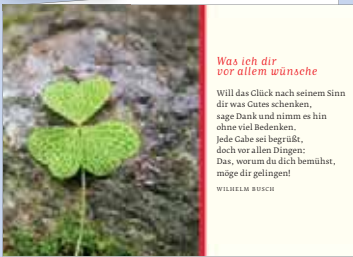 Was ich dir
vor allem wünsche
Will das Glück nach seinem Sinn
dir was Gutes schenken,
sage Dank und nimm es hin
ohne viel Bedenken.
Jede Gabe sei begrüßt,
doch vor allen Dingen:
Das, worum du dich bemühst,
möge dir gelingen!
WILHELM BUSCH